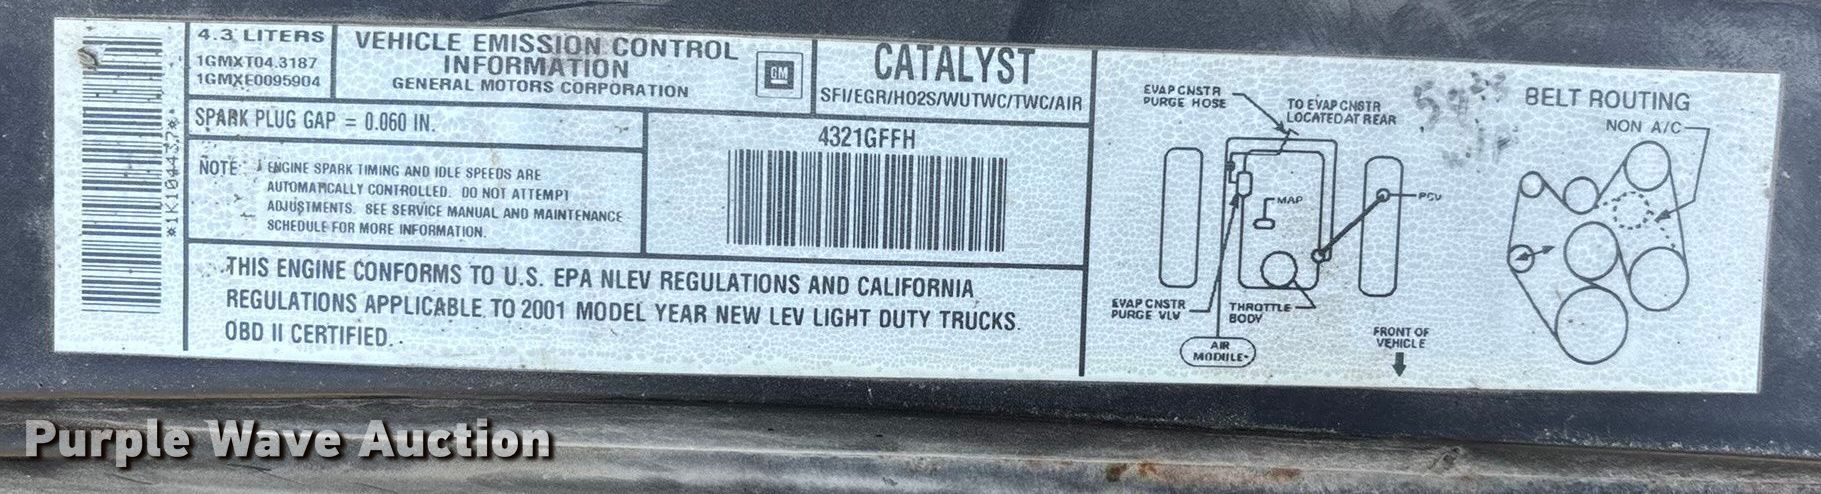 *1K10443?*
4.3 LITERS
1GMXT04.3187
1GMXE0095904
VEHICLE EMISSION CONTROL
INFORMATION
GENERAL MOTORS CORPORATION
GM
CATALYST
SFI/EGR/HO2S/WUTWC/TWC/AIR
SPARK PLUG GAP = 0.060 IN.
NOTE: ENGINE SPARK TIMING AND IDLE SPEEDS ARE
AUTOMATICALLY CONTROLLED. DO NOT ATTEMPT
ADJUSTMENTS. SEE SERVICE MANUAL AND MAINTENANCE
SCHEDULE FOR MORE INFORMATION.
4321GFFH
THIS ENGINE CONFORMS TO U.S. EPA NLEV REGULATIONS AND CALIFORNIA
REGULATIONS APPLICABLE TO 2001 MODEL YEAR NEW LEV LIGHT DUTY TRUCKS.
OBD II CERTIFIED.
EVAP CNSTR
PURGE HOSE
TO EVAP CNSTR
LOCATED AT REAR
MAP
PCV
EVAP CNSTR
PURGE VLV
THROTTLE
BODY
AIR
MODULE
FRONT OF
VEHICLE
BELT ROUTING
NON A/C
Purple Wave Auction